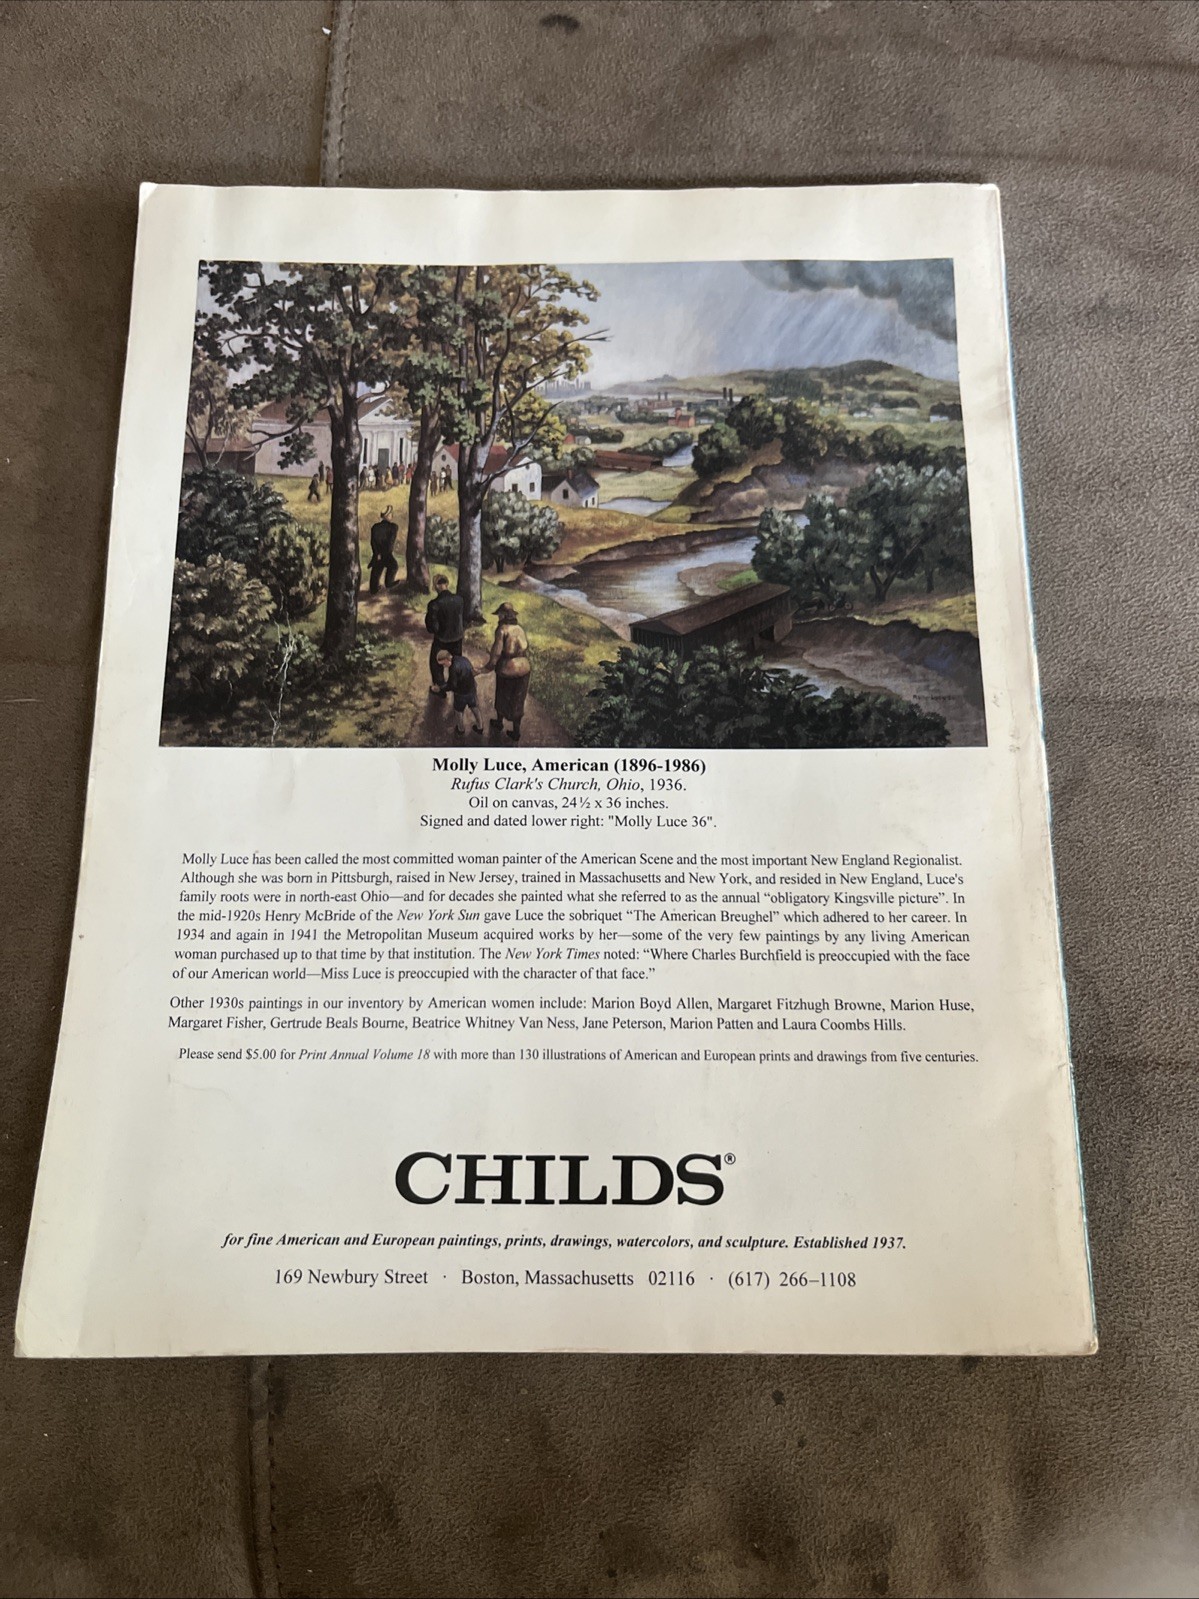 Molly Luce, American (1896-1986)
Rufus Clark's Church, Ohio, 1936.
Oil on canvas, 24½ x 36 inches.
Signed and dated lower right: "Molly Luce 36".
Molly Luce has been called the most committed woman painter of the American Scene and the most important New England Regionalist.
Although she was born in Pittsburgh, raised in New Jersey, trained in Massachusetts and New York, and resided in New England, Luce's
family roots were in north-east Ohio—and for decades she painted what she referred to as the annual “obligatory Kingsville picture”. In
the mid-1920s Henry McBride of the New York Sun gave Luce the sobriquet “The American Breughel” which adhered to her career. In
1934 and again in 1941 the Metropolitan Museum acquired works by her—some of the very few paintings by any living American
woman purchased up to that time by that institution. The New York Times noted: “Where Charles Burchfield is preoccupied with the face
of our American world—Miss Luce is preoccupied with the character of that face.”
Other 1930s paintings in our inventory by American women include: Marion Boyd Allen, Margaret Fitzhugh Browne, Marion Huse,
Margaret Fisher, Gertrude Beals Bourne, Beatrice Whitney Van Ness, Jane Peterson, Marion Patten and Laura Coombs Hills.
Please send $5.00 for Print Annual Volume 18 with more than 130 illustrations of American and European prints and drawings from five centuries.
CHILDS®
for fine American and European paintings, prints, drawings, watercolors, and sculpture. Established 1937.
169 Newbury Street · Boston, Massachusetts 02116 · (617) 266–1108